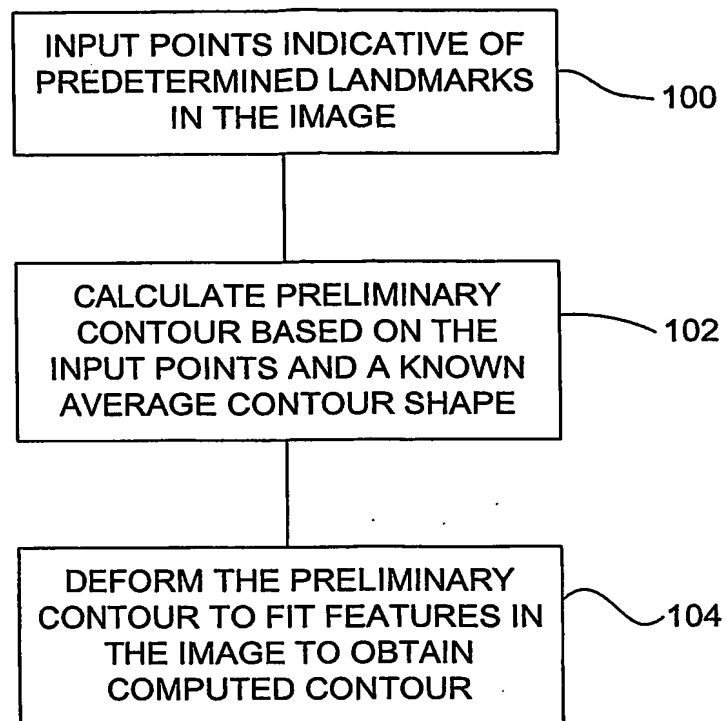 INPUT POINTS INDICATIVE OF
PREDETERMINED LANDMARKS
IN THE IMAGE
100
CALCULATE PRELIMINARY
CONTOUR BASED ON THE
INPUT POINTS AND A KNOWN
AVERAGE CONTOUR SHAPE
102
DEFORM THE PRELIMINARY
CONTOUR TO FIT FEATURES IN
THE IMAGE TO OBTAIN
COMPUTED CONTOUR
104